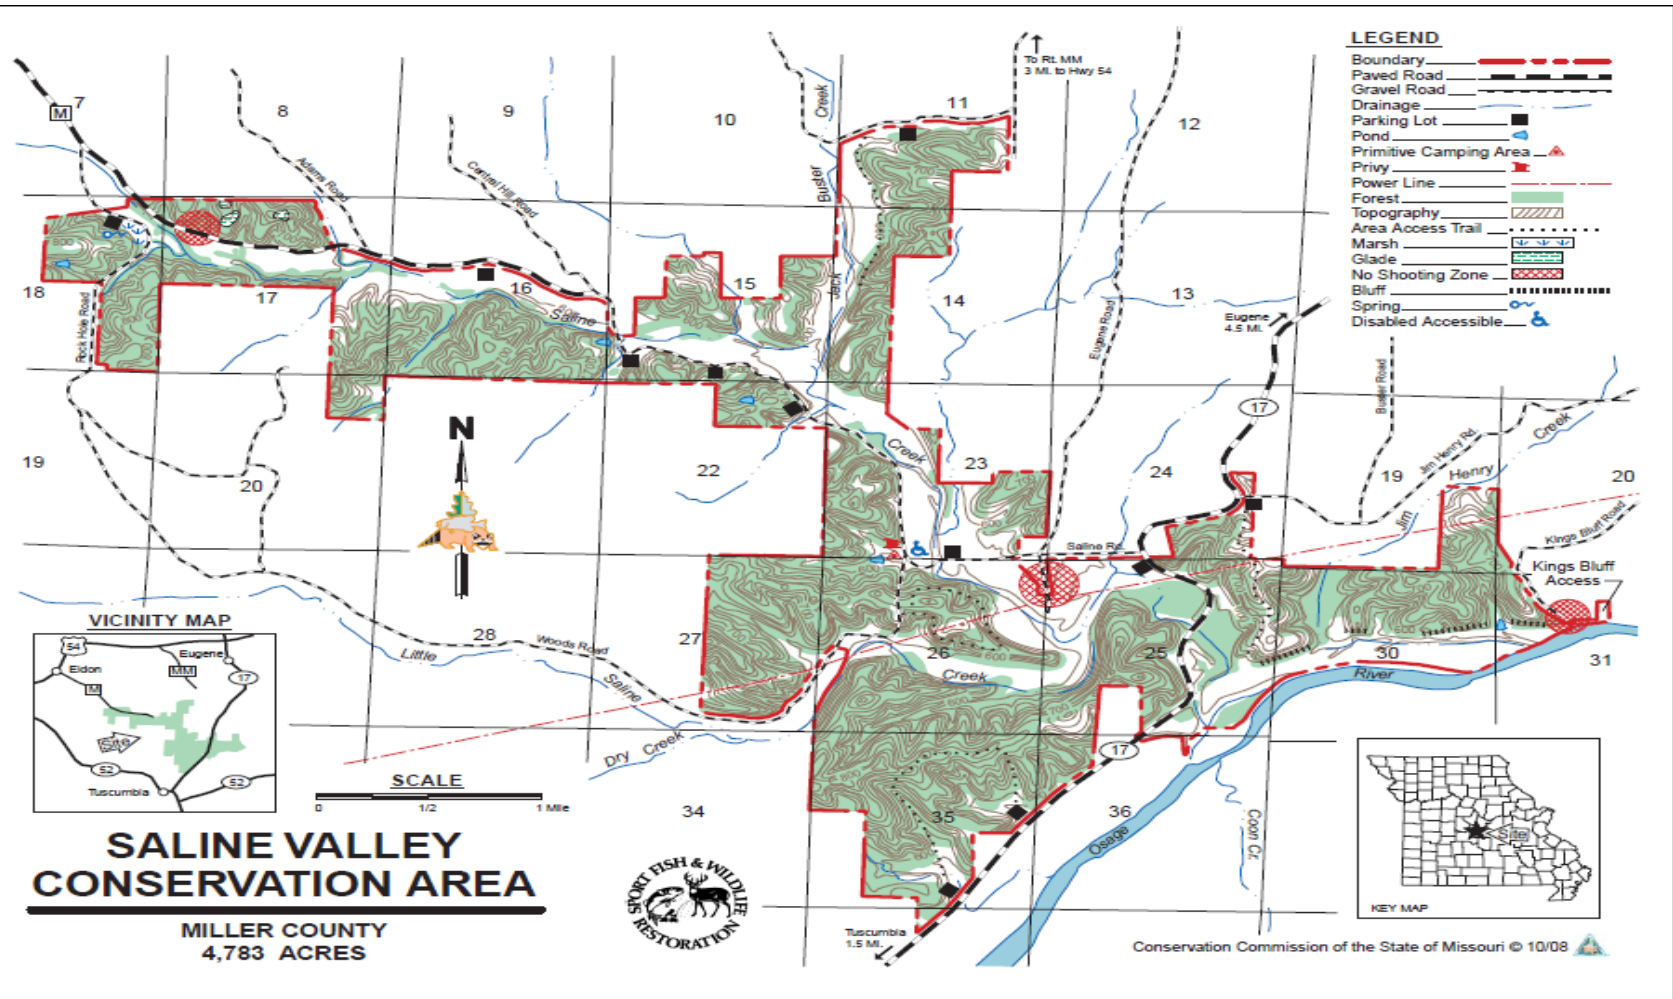 LEGEND
Boundary
Paved Road
Gravel Road
Drainage
Parking Lot
Pond
Primitive Camping Area
Privy
Power Line
Forest
Topography
Area Access Trail
Marsh
Glade
No Shooting Zone
Bluff
Spring
Disabled Accessible
To Rt. MM
3 Mi. to Hwy 54
M
7
8
9
10
11
12
Creek
Buster
Jack
Adams Road
Central Hill Road
Rock Hole Road
18
17
16
15
14
13
600
700
Saline
Eugene
4.5 Mi.
Eugene Road
17
Buster Road
Jim Henry Rd.
Jim
Henry
Creek
19
20
N
22
Creek
23
24
19
20
Kings Bluff Road
Kings Bluff
Access
Saline Rd.
28
Woods Road
Little
Saline
27
26
Creek
600
25
30
600
31
River
Dry Creek
17
34
35
36
Osage
Coon Cr.
Tuscumbia
1.5 Mi.
VICINITY MAP
54
Eldon
M
Eugene
MM
17
Site
52
Tuscumbia
52
SCALE
0
1/2
1 Mile
SALINE VALLEY
CONSERVATION AREA
MILLER COUNTY
4,783 ACRES
SPORT FISH & WILDLIFE
RESTORATION
Site
KEY MAP
Conservation Commission of the State of Missouri © 10/08